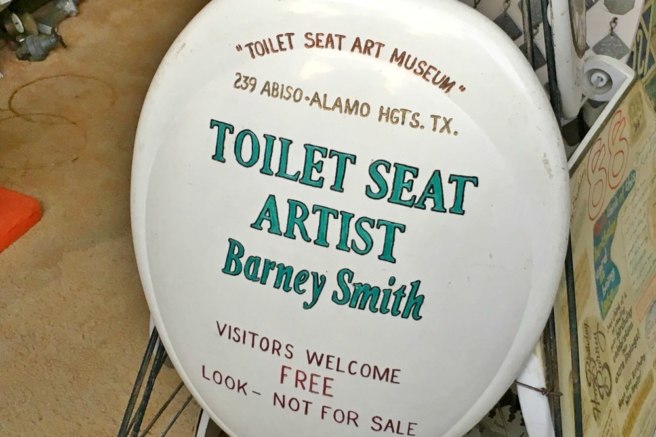 "TOILET SEAT ART MUSEUM"
239 ABISO-ALAMO HGTS. TX.
TOILET SEAT
ARTIST
Barney Smith
VISITORS WELCOME
FREE
LOOK- NOT FOR SALE
88